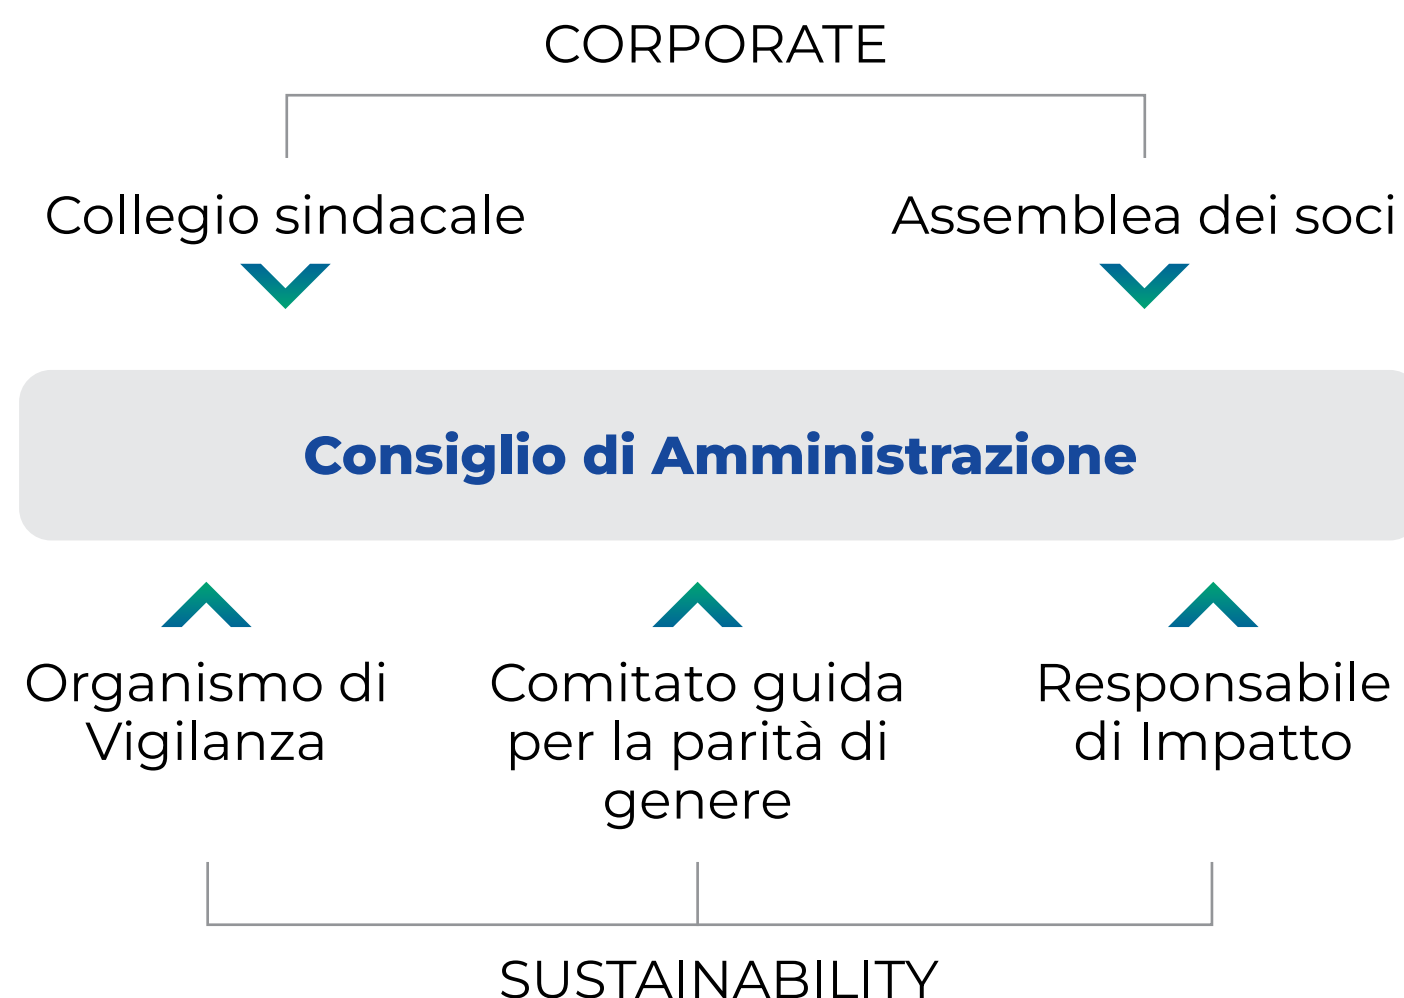 CORPORATE
Collegio sindacale
Assemblea dei soci
Consiglio di Amministrazione
Organismo di
Vigilanza
Comitato guida
per la parità di
genere
Responsabile
di Impatto
SUSTAINABILITY